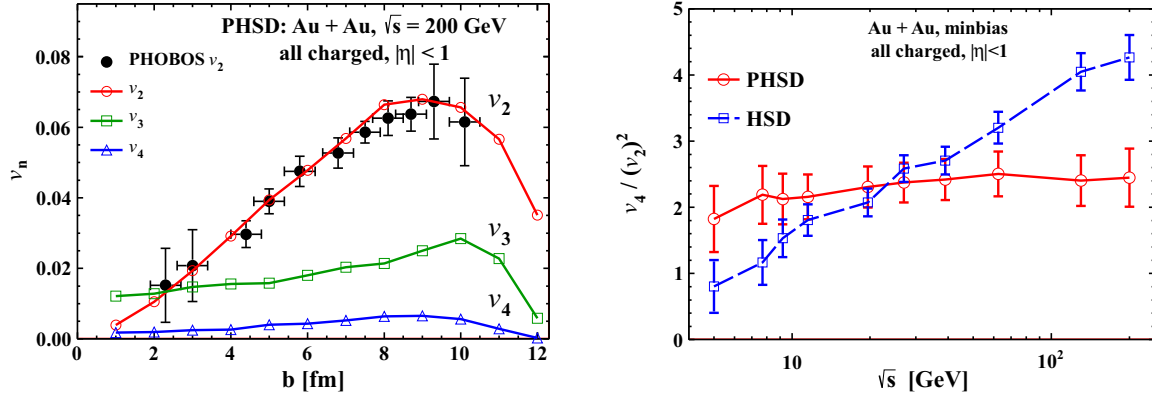 PHSD: Au + Au, √s = 200 GeV
all charged, |η| < 1
PHOBOS v₂
v₂
v₃
v₄
v₂
v₃
v₄
0.08
0.06
0.04
0.02
0.00
vₙ
0 2 4 6 8 10 12
b [fm]
Au + Au, minbias
all charged, |η|<1
PHSD
HSD
5
4
3
2
1
0
v₄ / (v₂)²
10 10²
√s [GeV]